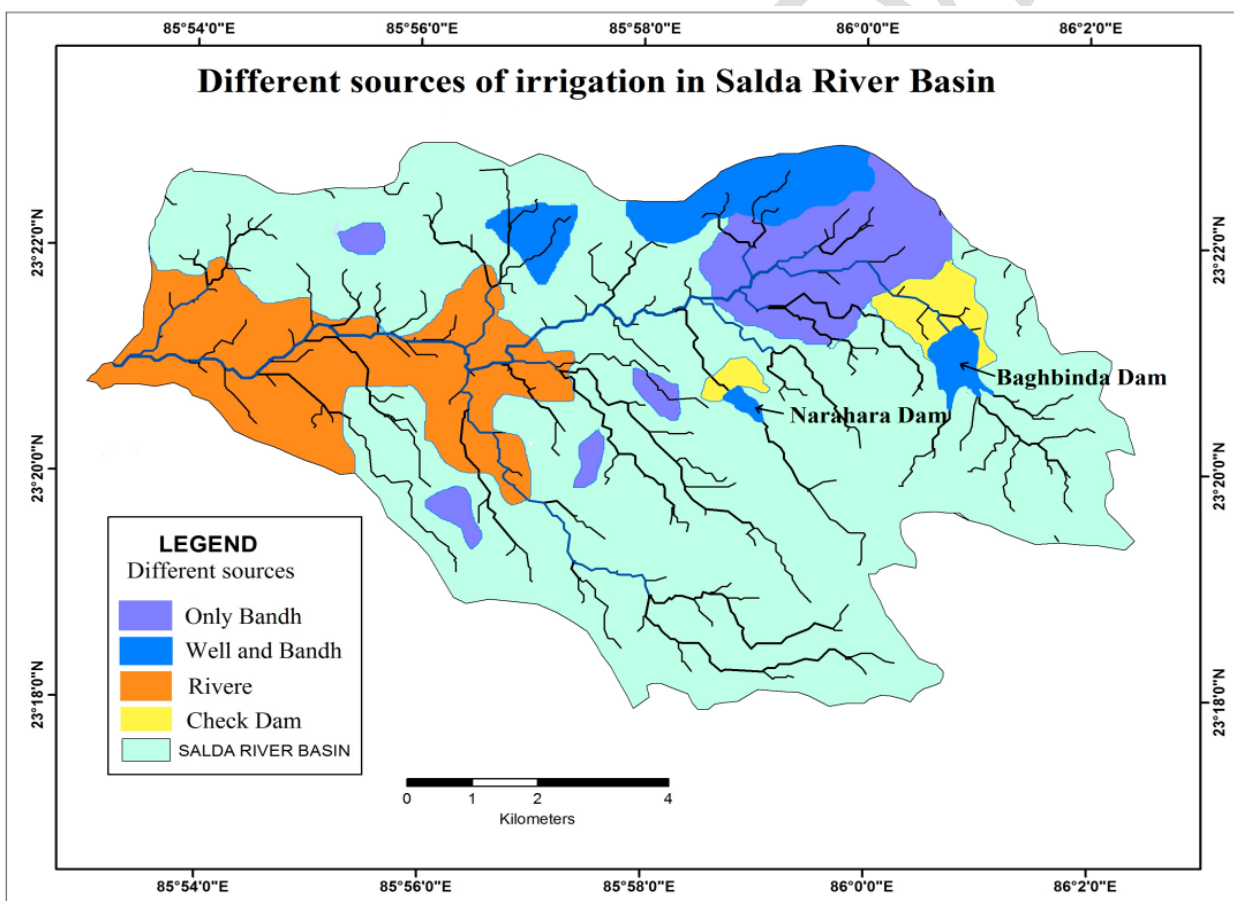 85°54'0"E 85°56'0"E 85°58'0"E 86°0'0"E 86°2'0"E
Different sources of irrigation in Salda River Basin
23°22'0"N
23°22'0"N
Baghbinda Dam
Narahara Dam
23°20'0"N
23°20'0"N
LEGEND
Different sources
Only Bandh
Well and Bandh
Rivere
Check Dam
SALDA RIVER BASIN
23°18'0"N
23°18'0"N
0 1 2 4
Kilometers
85°54'0"E 85°56'0"E 85°58'0"E 86°0'0"E 86°2'0"E